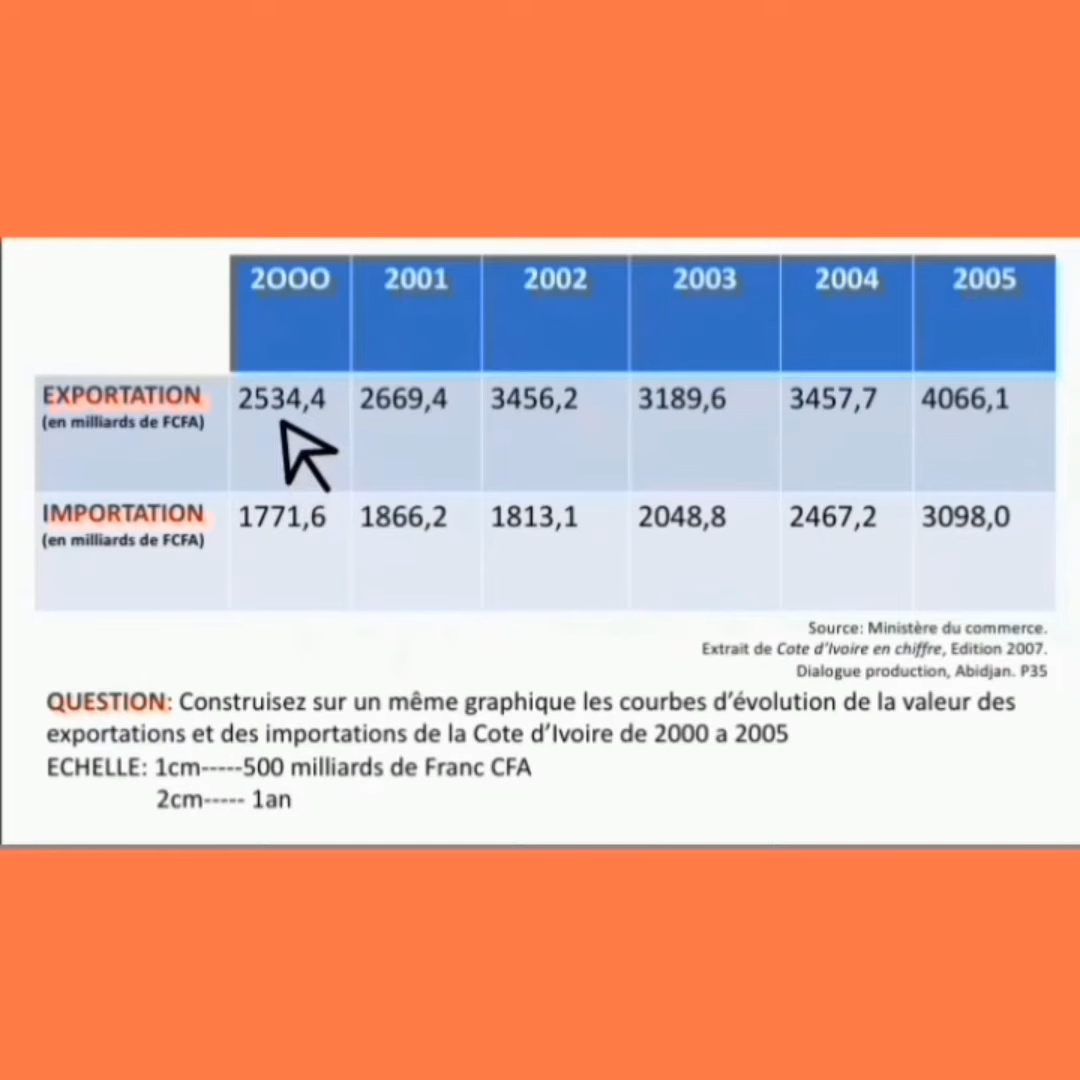 2OOO 2001 2002 2003 2004 2005
EXPORTATION 2534,4 2669,4 3456,2 3189,6 3457,7 4066,1
(en milliards de FCFA)
IMPORTATION 1771,6 1866,2 1813,1 2048,8 2467,2 3098,0
(en milliards de FCFA)
Source: Ministère du commerce.
Extrait de Cote d'Ivoire en chiffre, Edition 2007.
Dialogue production, Abidjan. P35
QUESTION: Construisez sur un même graphique les courbes d'évolution de la valeur des
exportations et des importations de la Cote d'Ivoire de 2000 a 2005
ECHELLE: 1cm-----500 milliards de Franc CFA
2cm----- 1an